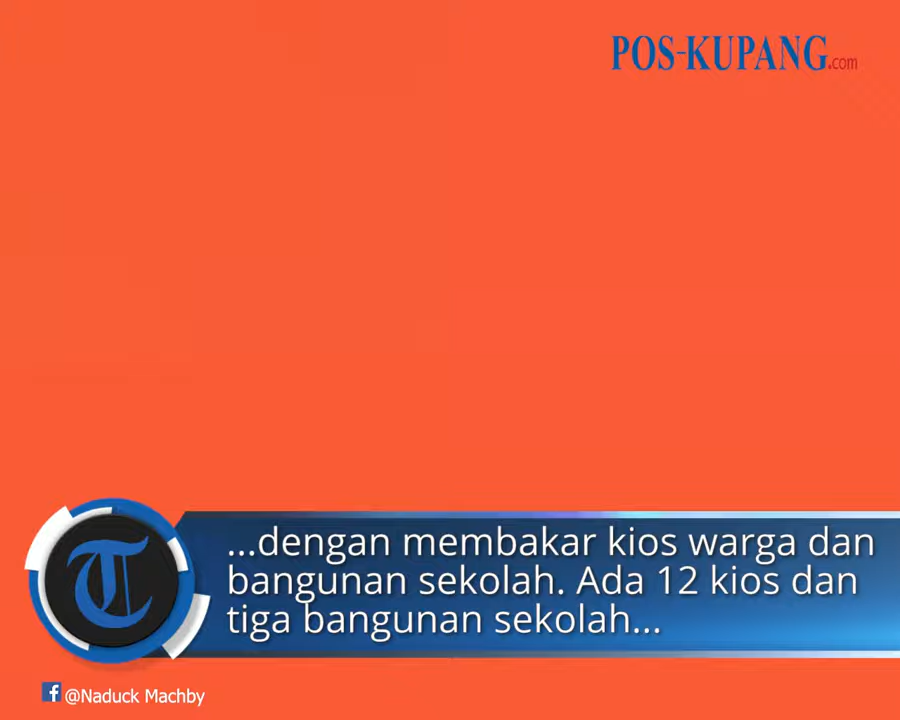 POS-KUPANG.com
...dengan membakar kios warga dan
bangunan sekolah. Ada 12 kios dan
tiga bangunan sekolah...
T
f @Naduck Machby